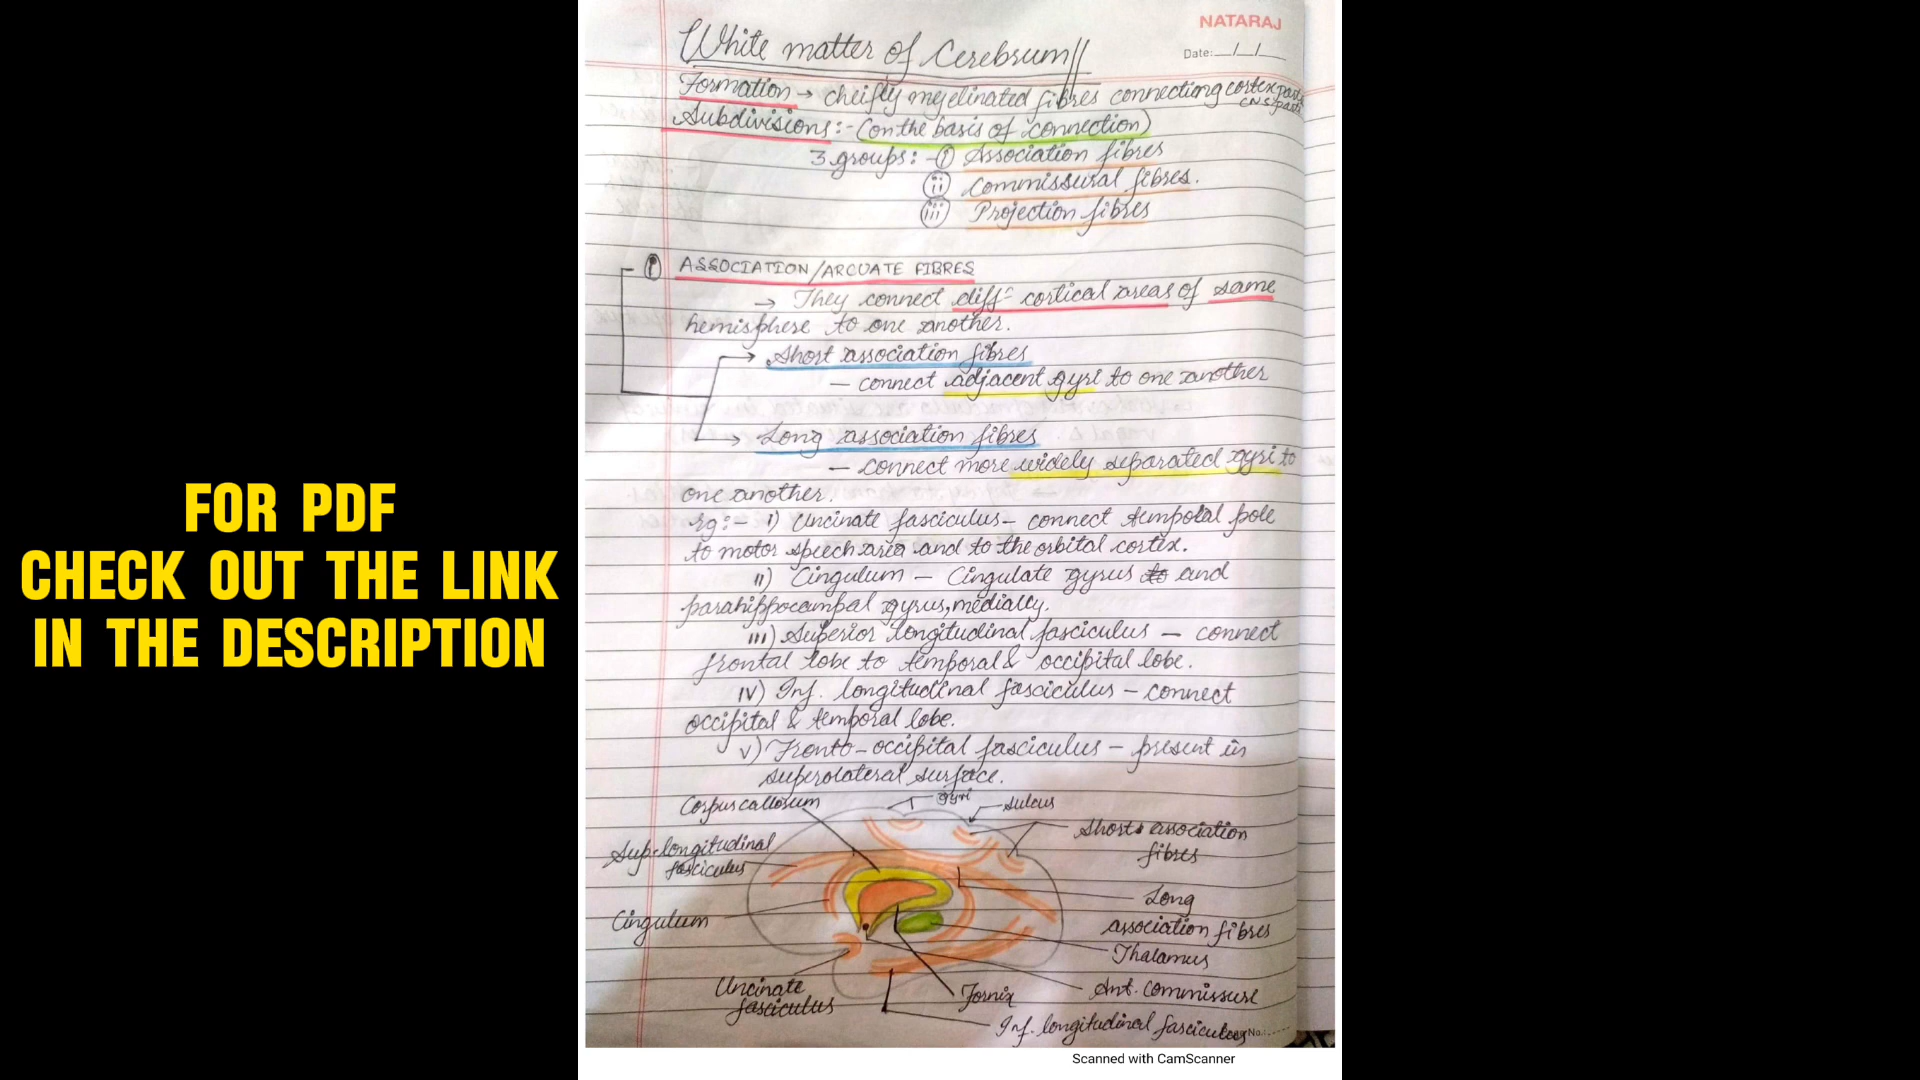 FOR PDF
CHECK OUT THE LINK
IN THE DESCRIPTION
NATARAJ
Date:__/__/__
White matter of Cerebrum
Formation → cheifly myelinated fibres connectiong cortex parts
CNS parts
Subdivisions:- (on the basis of connection)
3 groups:- (i) Association fibres
(ii) Commissural fibres.
(iii) Projection fibres
(i) ASSOCIATION/ARCUATE FIBRES
→ They connect diffⁿ cortical areas of same
hemisphere to one another.
→ Short association fibres
— connect adjacent gyri to one another
→ Long association fibres
— connect more widely separated gyri to
one another.
eg:- i) Uncinate fasciculus - connect temporal pole
to motor speech area and to the orbital cortex.
ii) Cingulum — Cingulate gyrus and
parahippocampal gyrus, medially.
iii) Superior longitudinal fasciculus — connect
frontal lobe to temporal & occipital lobe.
IV) Inf. longitudinal fasciculus - connect
occipital & temporal lobe.
v) Fronto-occipital fasciculus - present in
superolateral surface.
Corpus callosum
gyri
sulcus
Sup-longitudinal
fasciculus
Short association
fibres
Cingulum
Long
association fibres
Thalamus
Uncinate
fasciculus
Fornix
Ant. commissure
Inf. longitudinal fasciculus
No.:
Scanned with CamScanner